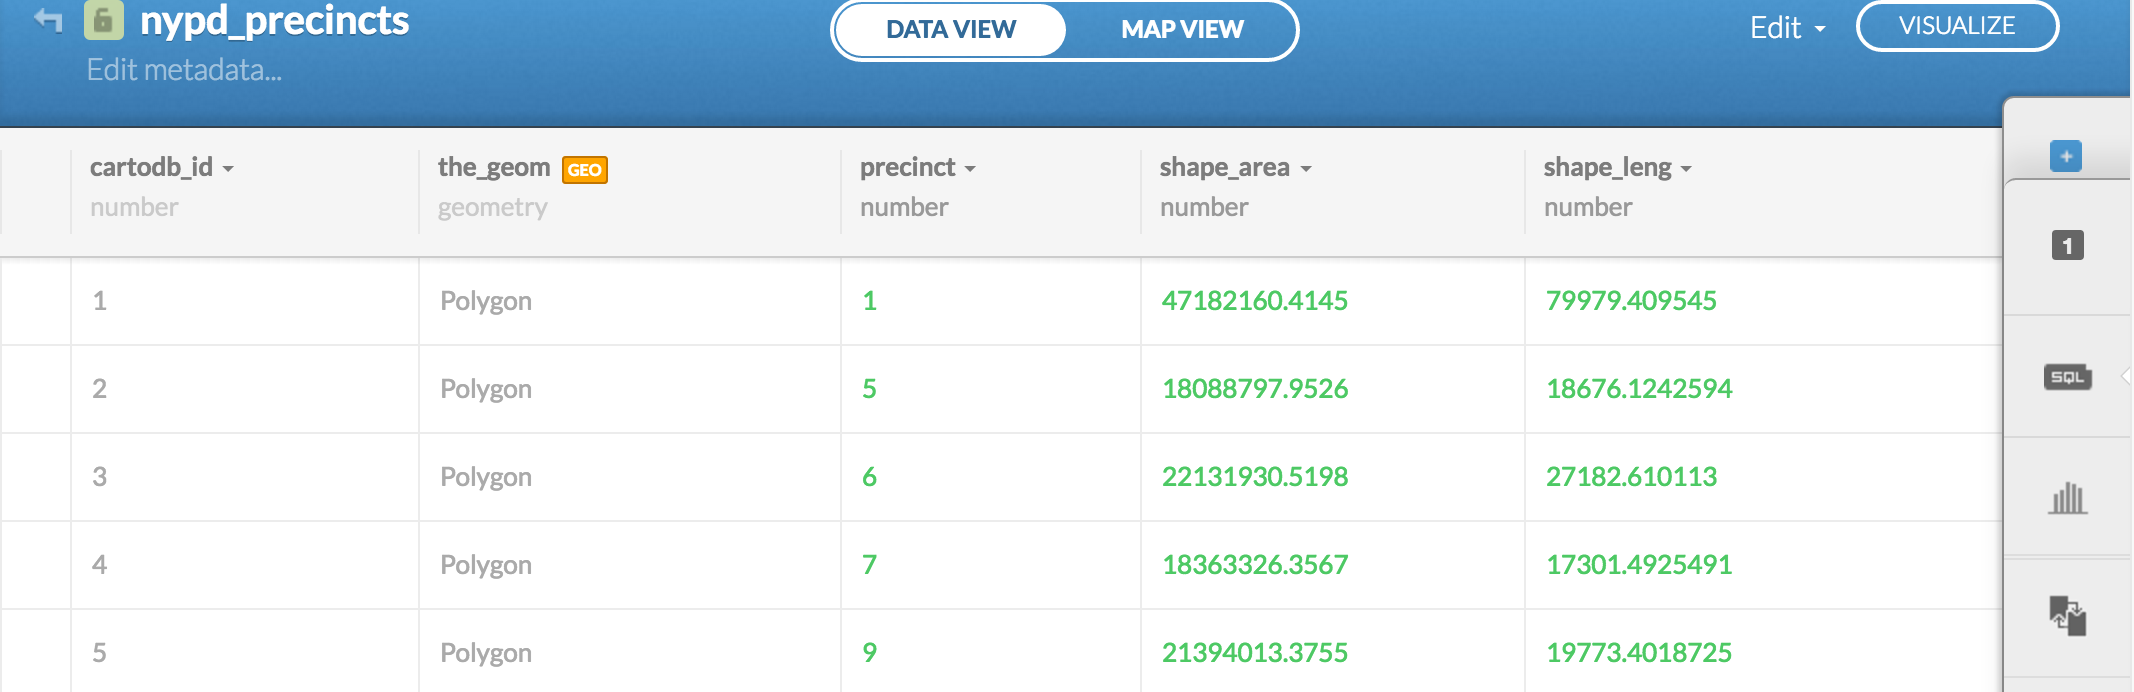 nypd_precincts
DATA VIEW MAP VIEW
Edit VISUALIZE
Edit metadata...
cartodb_id the_geom GEO precinct shape_area shape_leng
number geometry number number number
1 Polygon 1 47182160.4145 79979.409545
2 Polygon 5 18088797.9526 18676.1242594
3 Polygon 6 22131930.5198 27182.610113
4 Polygon 7 18363326.3567 17301.4925491
5 Polygon 9 21394013.3755 19773.4018725
+
1
SQL